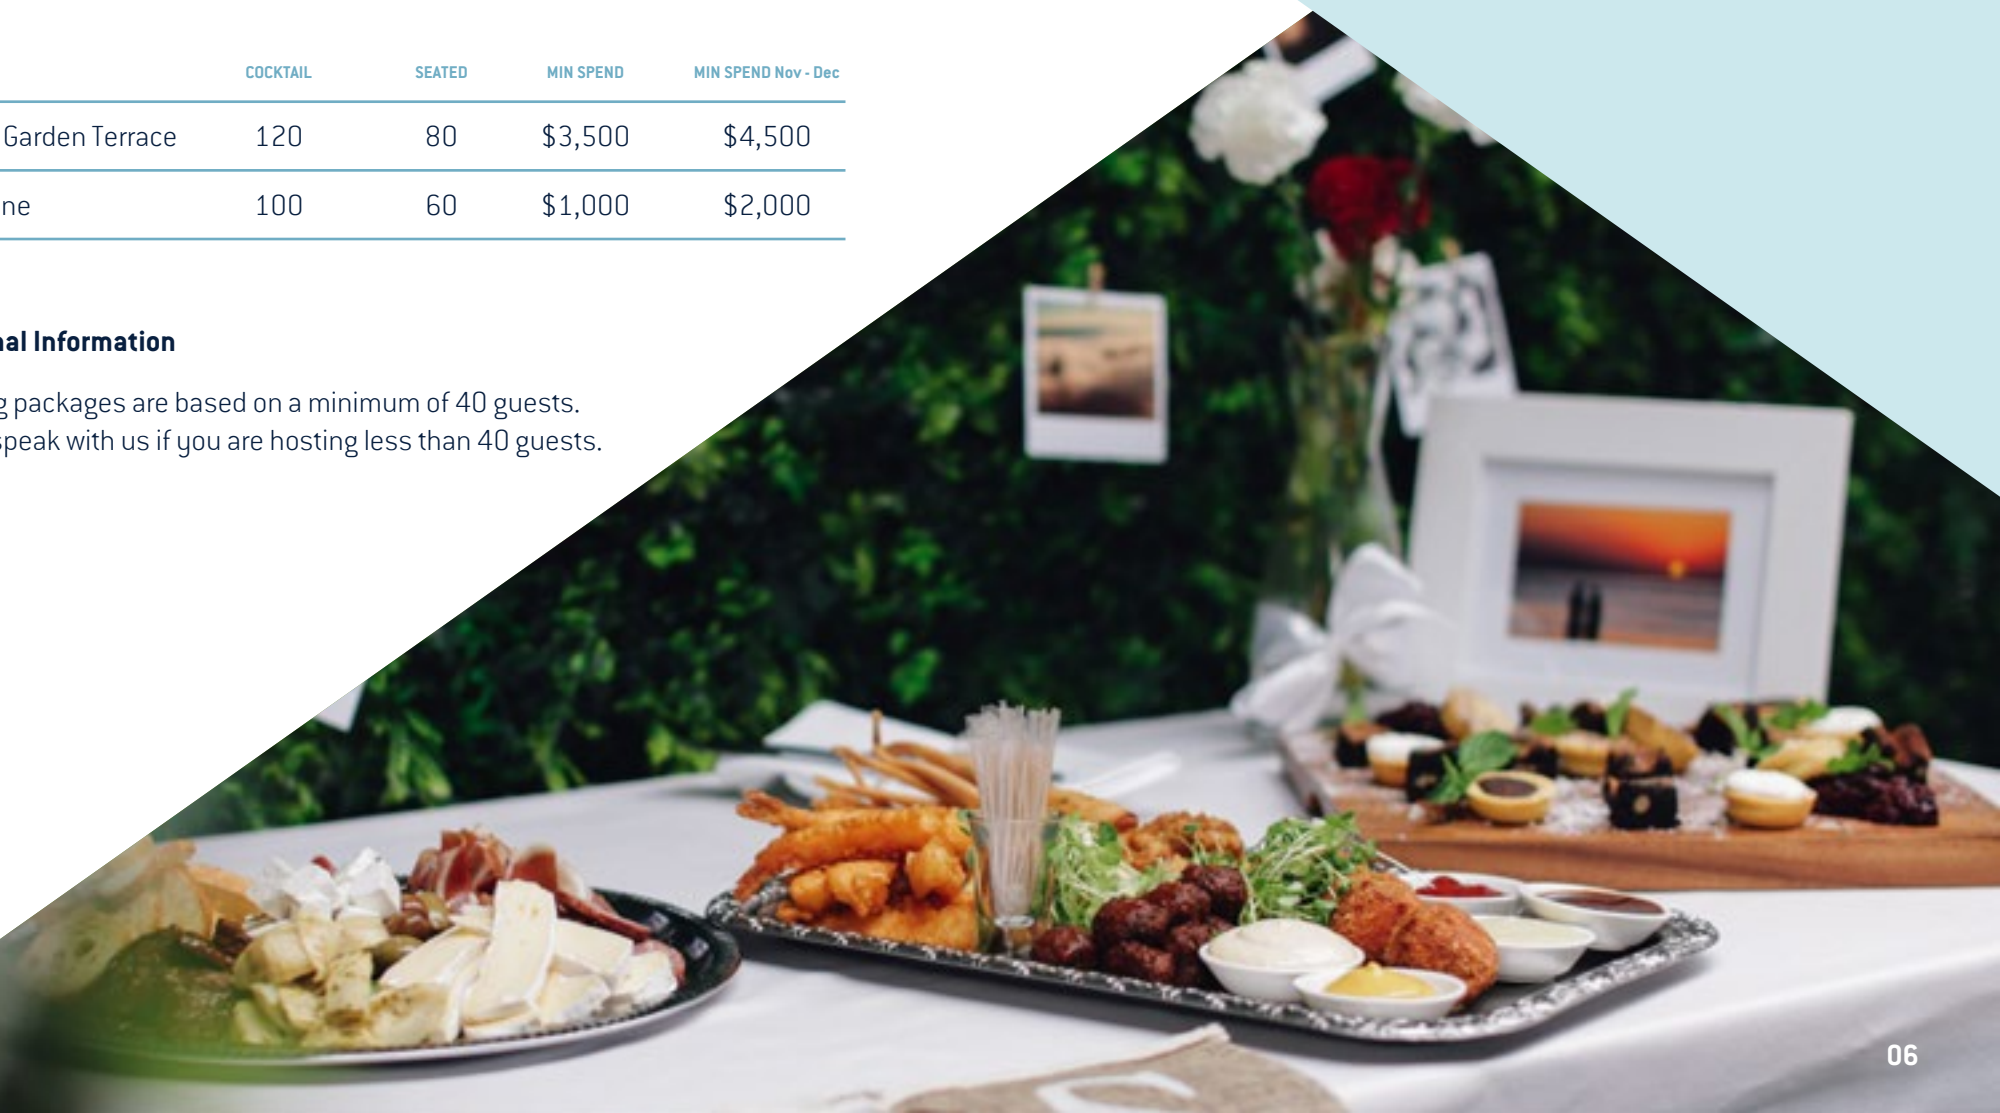 COCKTAIL SEATED MIN SPEND MIN SPEND Nov - Dec
Garden Terrace 120 80 $3,500 $4,500
ne 100 60 $1,000 $2,000
nal Information
g packages are based on a minimum of 40 guests.
speak with us if you are hosting less than 40 guests.
06